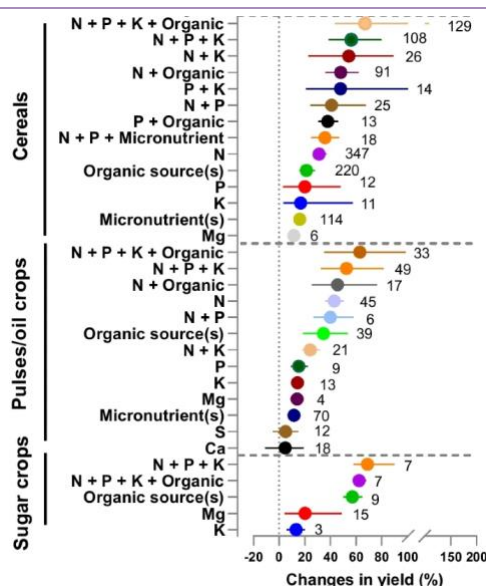 Cereals
N + P + K + Organic 129
N + P + K 108
N + K 26
N + Organic 91
P + K 14
N + P 25
P + Organic 13
N + P + Micronutrient 18
N 347
Organic source(s) 220
P 12
K 11
Micronutrient(s) 114
Mg 6
Pulses/oil crops
N + P + K + Organic 33
N + P + K 49
N + Organic 17
N 45
N + P 6
Organic source(s) 39
N + K 21
P 9
K 13
Mg 4
Micronutrient(s) 70
S 12
Ca 18
Sugar crops
N + P + K 7
N + P + K + Organic 7
Organic source(s) 9
Mg 15
K 3
-20 0 20 40 60 80 100 150 200
Changes in yield (%)